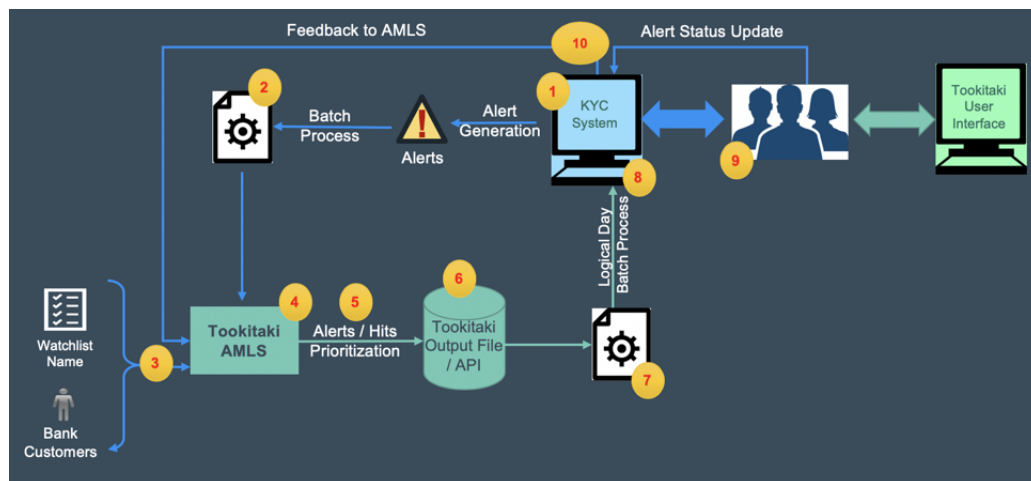 Feedback to AMLS
10
Alert Status Update
1
KYC
System
2
Batch
Process
Alerts
Alert
Generation
8
9
Tookitaki
User
Interface
Logical Day
Batch Process
Watchlist
Name
3
Bank
Customers
Tookitaki
AMLS
4
5
Alerts / Hits
Prioritization
6
Tookitaki
Output File
/ API
7